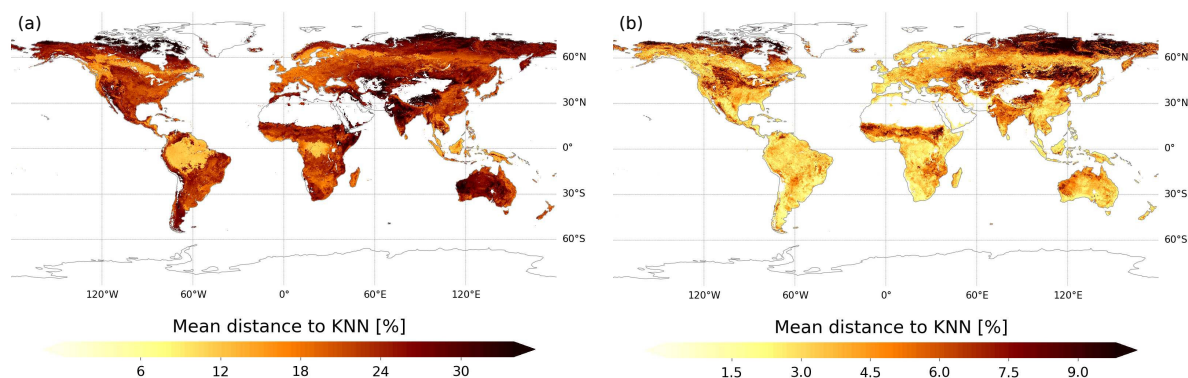 (a)
60°N
30°N
0°
30°S
60°S
120°W 60°W 0° 60°E 120°E
Mean distance to KNN [%]
6 12 18 24 30
(b)
60°N
30°N
0°
30°S
60°S
120°W 60°W 0° 60°E 120°E
Mean distance to KNN [%]
1.5 3.0 4.5 6.0 7.5 9.0